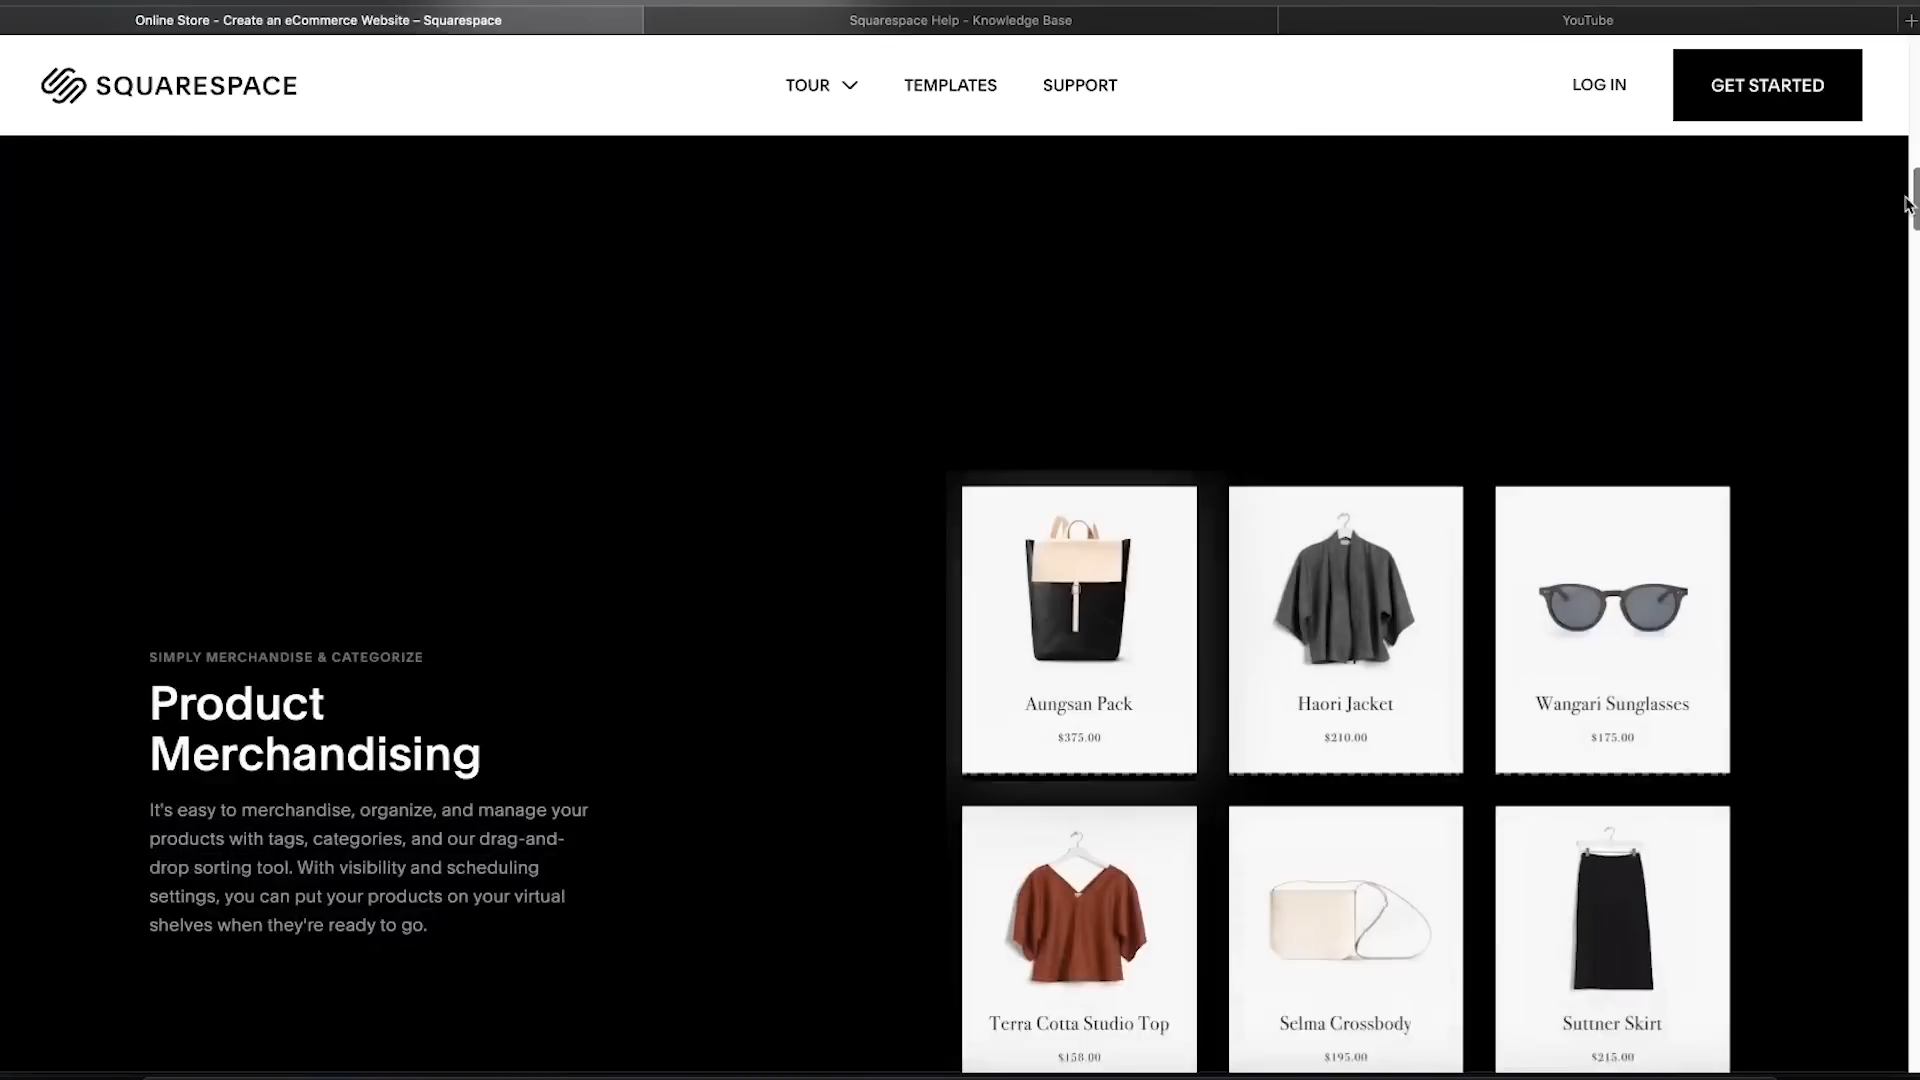 Online Store - Create an eCommerce Website – Squarespace
Squarespace Help - Knowledge Base
YouTube
SQUARESPACE
TOUR
TEMPLATES
SUPPORT
LOG IN
GET STARTED
SIMPLY MERCHANDISE & CATEGORIZE
Product
Merchandising
It's easy to merchandise, organize, and manage your
products with tags, categories, and our drag-and-
drop sorting tool. With visibility and scheduling
settings, you can put your products on your virtual
shelves when they're ready to go.
Aungsan Pack
$375.00
Haori Jacket
$210.00
Wangari Sunglasses
$175.00
Terra Cotta Studio Top
$158.00
Selma Crossbody
$195.00
Suttner Skirt
$215.00